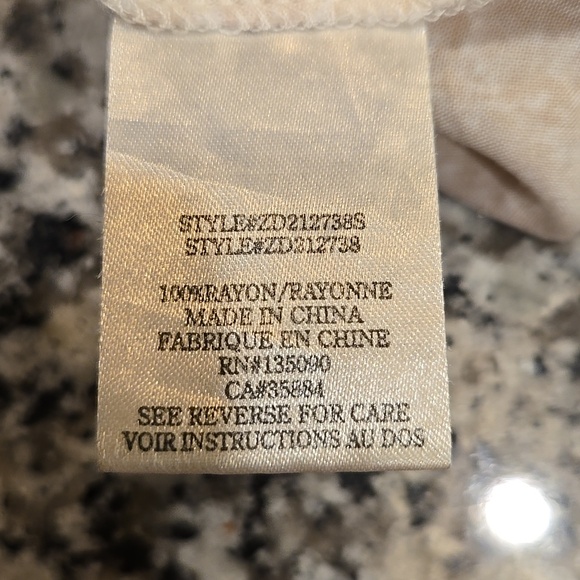 STYLE#ZD212738S
STYLE#ZD212738
100%RAYON/RAYONNE
MADE IN CHINA
FABRIQUE EN CHINE
RN#135090
CA#35884
SEE REVERSE FOR CARE
VOIR INSTRUCTIONS AU DOS